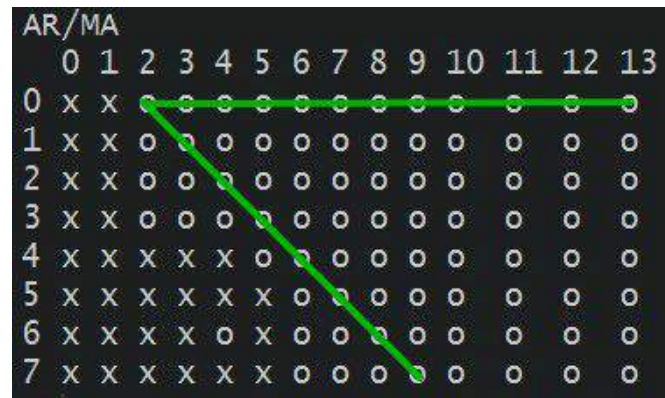 AR/MA
0 1 2 3 4 5 6 7 8 9 10 11 12 13
0 x x o o o o o o o o o o o o
1 x x o o o o o o o o o o o o
2 x x o o o o o o o o o o o o
3 x x o o o o o o o o o o o o
4 x x x x x o o o o o o o o o
5 x x x x x x o o o o o o o o
6 x x x x o x o o o o o o o o
7 x x x x x x o o o o o o o o